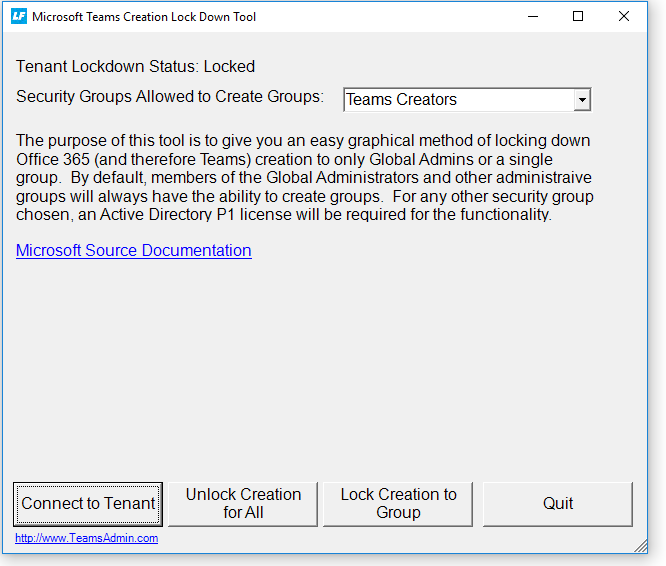 LF Microsoft Teams Creation Lock Down Tool
Tenant Lockdown Status: Locked
Security Groups Allowed to Create Groups: Teams Creators
The purpose of this tool is to give you an easy graphical method of locking down
Office 365 (and therefore Teams) creation to only Global Admins or a single
group.  By default, members of the Global Administrators and other administraive
groups will always have the ability to create groups.  For any other security group
chosen, an Active Directory P1 license will be required for the functionality.
Microsoft Source Documentation
Connect to Tenant
Unlock Creation
for All
Lock Creation to
Group
Quit
http://www.TeamsAdmin.com